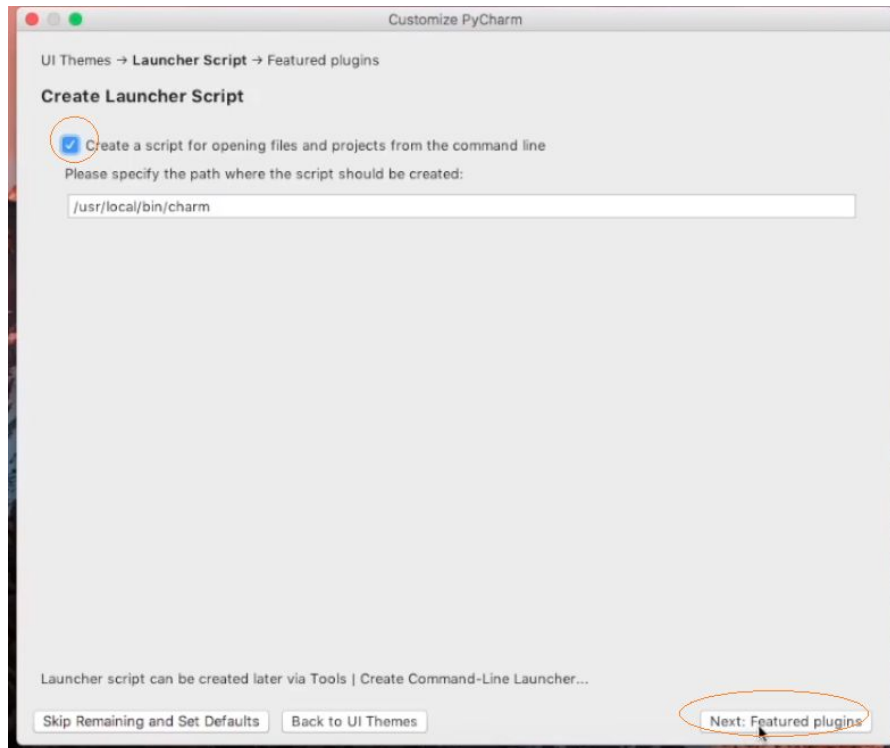 Customize PyCharm
UI Themes → Launcher Script → Featured plugins
Create Launcher Script
Create a script for opening files and projects from the command line
Please specify the path where the script should be created:
/usr/local/bin/charm
Launcher script can be created later via Tools | Create Command-Line Launcher...
Skip Remaining and Set Defaults Back to UI Themes Next: Featured plugins